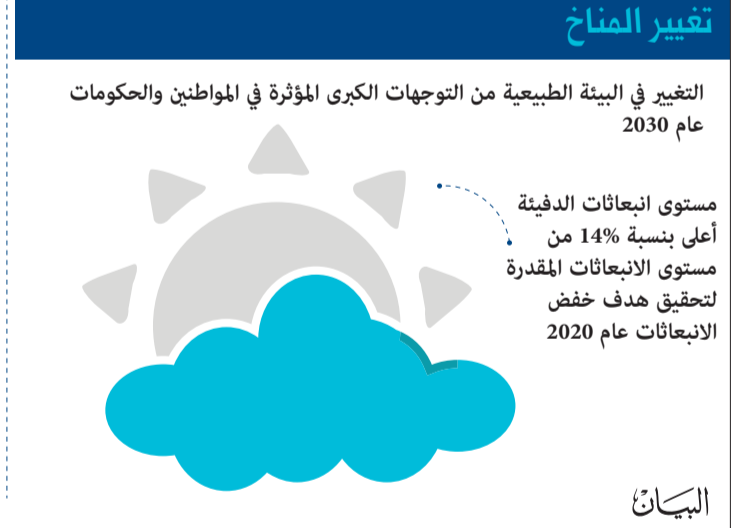 تغيير المناخ
التغيير في البيئة الطبيعية من التوجهات الكبرى المؤثرة في المواطنين والحكومات
عام 2030
مستوى انبعاثات الدفيئة
أعلى بنسبة 14% من
مستوى الانبعاثات المقدرة
لتحقيق هدف خفض
الانبعاثات عام 2020
البيان